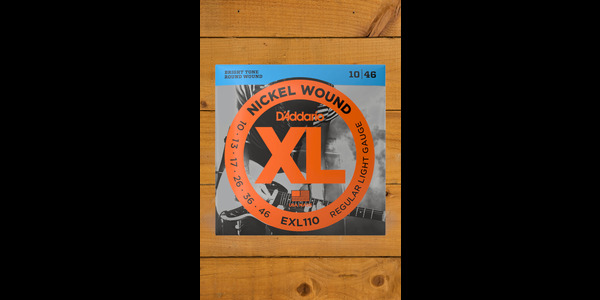 BRIGHT TONE
ROUND WOUND
10|46
NICKEL WOUND
D'Addario
XL
10 · 13 · 17 · 26 · 36 · 46
EXL110
REGULAR LIGHT GAUGE